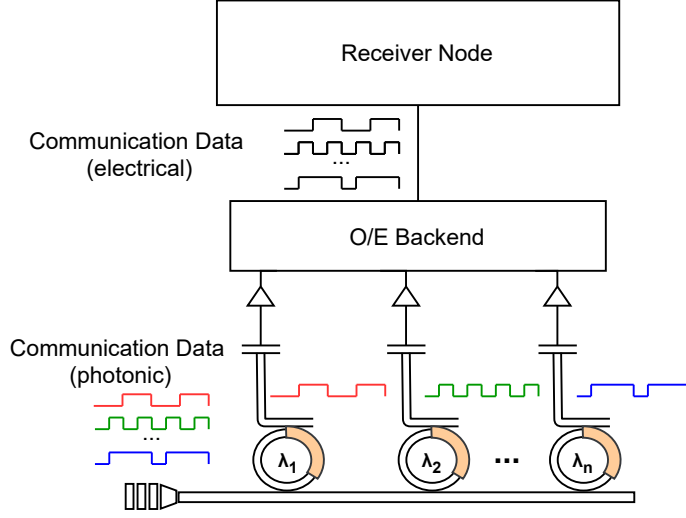 Receiver Node
Communication Data
(electrical)
...
O/E Backend
Communication Data
(photonic)
...
λ1
λ2
...
λn